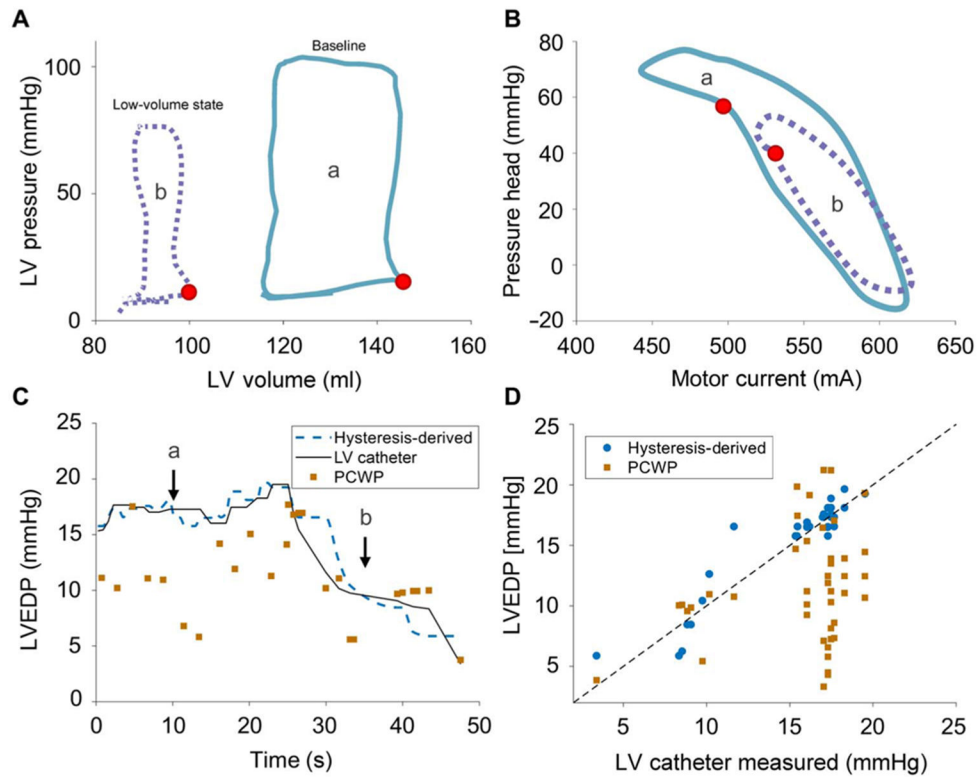 A
LV pressure (mmHg)
100
50
0
Baseline
Low-volume state
a
b
80 100 120 140 160
LV volume (ml)
B
Pressure head (mmHg)
80
60
40
20
0
−20
a
b
400 450 500 550 600 650
Motor current (mA)
C
LVEDP (mmHg)
25
20
15
10
5
0
a
b
Hysteresis-derived
LV catheter
PCWP
0 10 20 30 40 50
Time (s)
D
LVEDP [mmHg]
25
20
15
10
5
Hysteresis-derived
PCWP
5 10 15 20 25
LV catheter measured (mmHg)